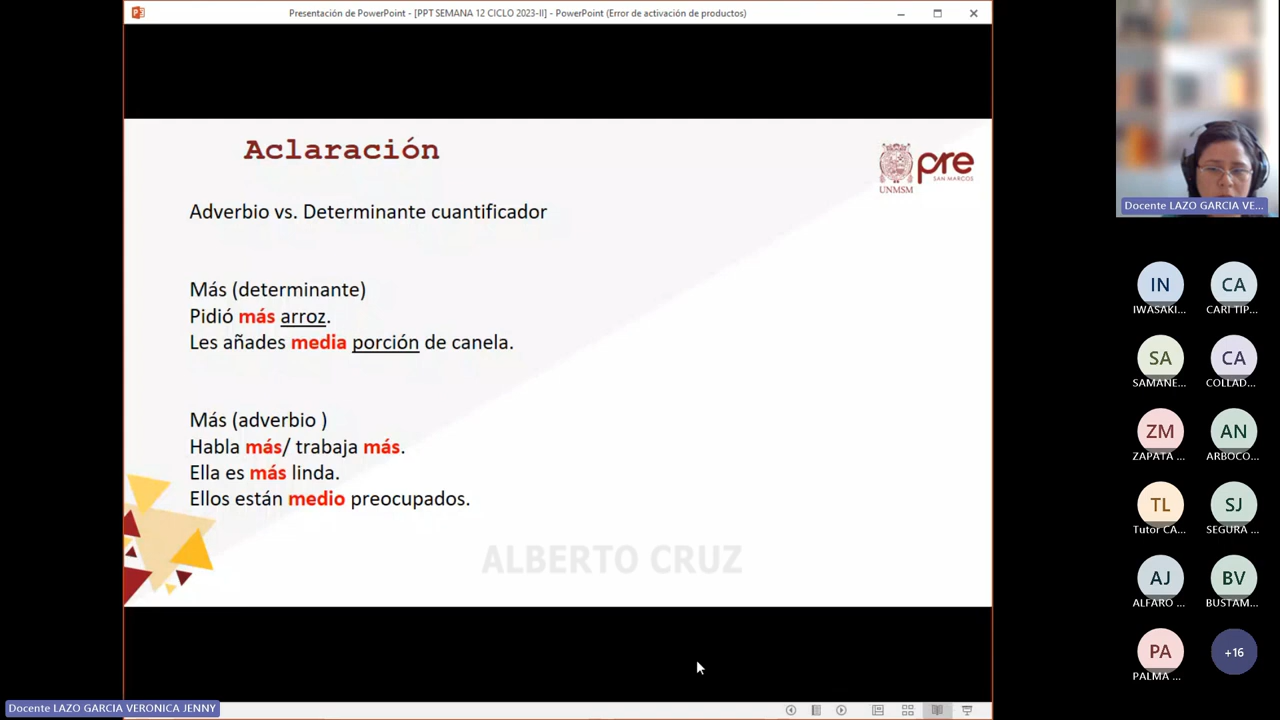 Presentación de PowerPoint - [PPT SEMANA 12 CICLO 2023-II] - PowerPoint (Error de activación de productos)
Aclaración
UNMSM
pre
SAN MARCOS
Adverbio vs. Determinante cuantificador
Más (determinante)
Pidió más arroz.
Les añades media porción de canela.
Más (adverbio )
Habla más/ trabaja más.
Ella es más linda.
Ellos están medio preocupados.
ALBERTO CRUZ
Docente LAZO GARCIA VERONICA JENNY
Docente LAZO GARCIA VE...
IN CA
IWASAKI... CARI TIP...
SA CA
SAMANE... COLLAD...
ZM AN
ZAPATA ... ARBOCO...
TL SJ
Tutor CA... SEGURA ...
AJ BV
ALFARO ... BUSTAM...
PA +16
PALMA ...